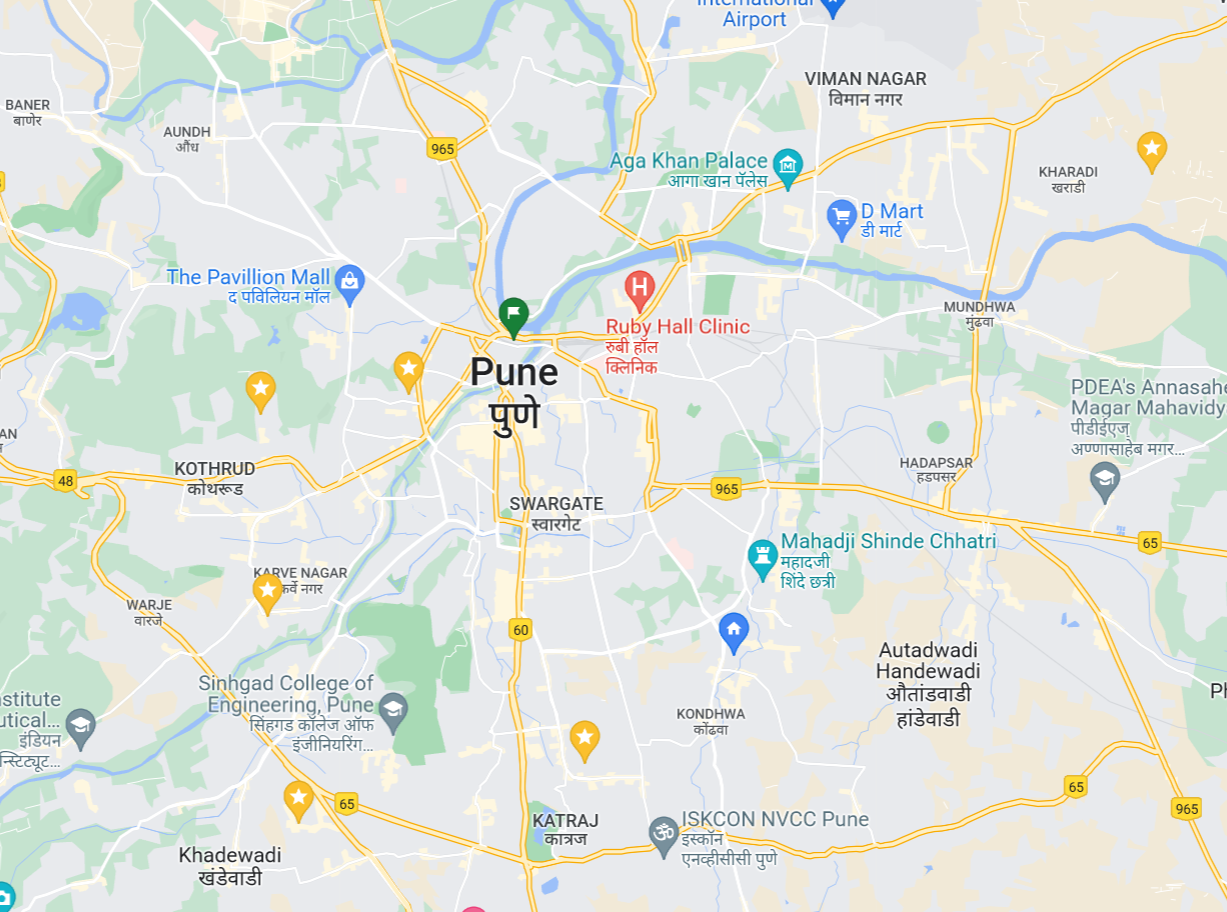 International
Airport
VIMAN NAGAR
विमान नगर
BANER
बाणेर
AUNDH
औंध
965
Aga Khan Palace
आगा खान पॅलेस
KHARADI
खराडी
D Mart
डी मार्ट
The Pavillion Mall
द पविलियन मॉल
H
Ruby Hall Clinic
रुबी हॉल
क्लिनिक
MUNDHWA
मुंढवा
Pune
पुणे
PDEA's Annasahe
Magar Mahavidy
पीडीईएज्
अण्णासाहेब मगर...
AN
KOTHRUD
कोथरूड
48
HADAPSAR
हडपसर
965
SWARGATE
स्वारगेट
65
Mahadji Shinde Chhatri
महादजी
शिंदे छत्री
KARVE NAGAR
कर्वे नगर
WARJE
वारजे
60
Autadwadi
Handewadi
औतांडवाडी
हांडेवाडी
Sinhgad College of
Engineering, Pune
सिंहगड कॉलेज ऑफ
इंजीनियरिंग...
nstitute
utical...
इंडियन
न्स्टिट्यूट...
Ph
KONDHWA
कोंढवा
65
65
965
KATRAJ
कात्रज
ISKCON NVCC Pune
इस्कॉन
एनव्हीसीसी पुणे
Khadewadi
खंडेवाडी